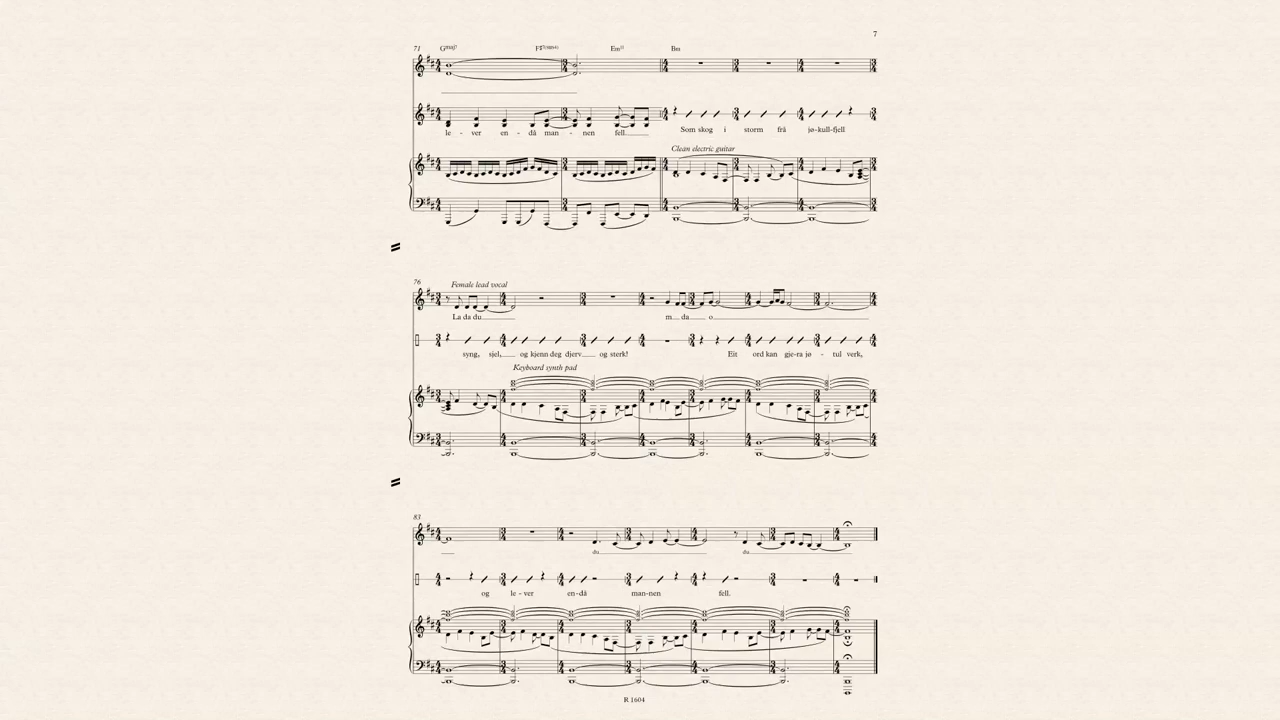 7
71 Gmaj7 F♯7(sus4) Em11 Bm
le - ver en - då man - nen fell
Som skog i storm frå jø-kull-fjell
Clean electric guitar
76
Female lead vocal
La da du m da o
syng, sjel, og kjenn deg djerv og sterk! Eit ord kan gje-ra jø - tul verk,
Keyboard synth pad
83
du du
og le - ver en-då man-nen fell.
R 1604